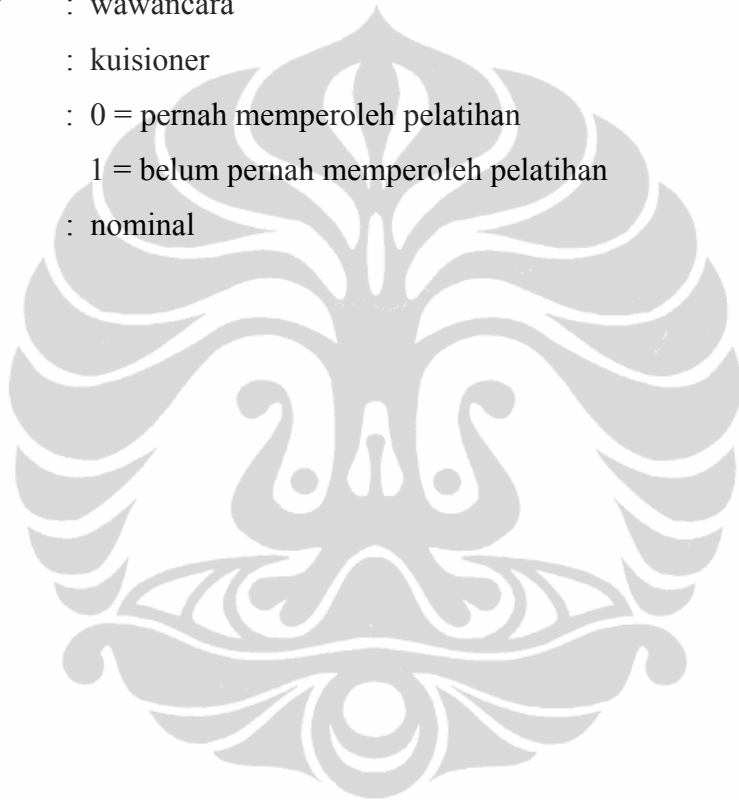 : wawancara
: kuisioner
: 0 = pernah memperoleh pelatihan
1 = belum pernah memperoleh pelatihan
: nominal